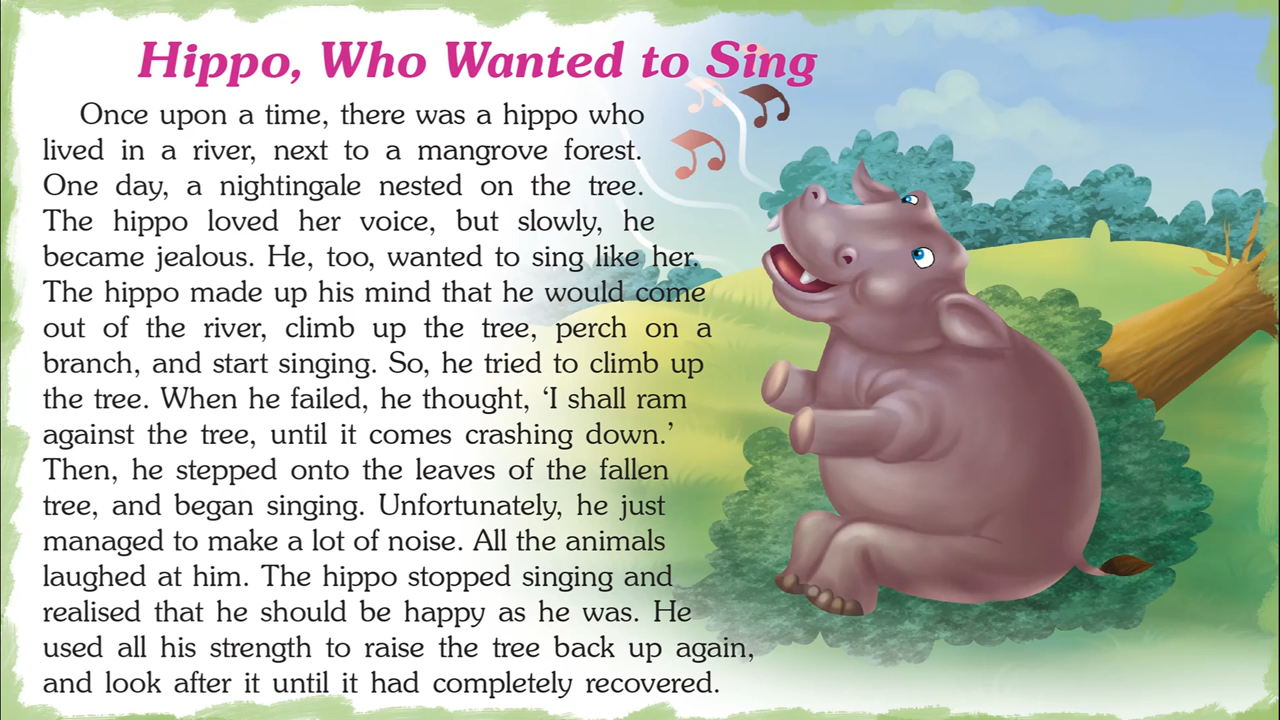 Hippo, Who Wanted to Sing
Once upon a time, there was a hippo who
lived in a river, next to a mangrove forest.
One day, a nightingale nested on the tree.
The hippo loved her voice, but slowly, he
became jealous. He, too, wanted to sing like her.
The hippo made up his mind that he would come
out of the river, climb up the tree, perch on a
branch, and start singing. So, he tried to climb up
the tree. When he failed, he thought, ‘I shall ram
against the tree, until it comes crashing down.’
Then, he stepped onto the leaves of the fallen
tree, and began singing. Unfortunately, he just
managed to make a lot of noise. All the animals
laughed at him. The hippo stopped singing and
realised that he should be happy as he was. He
used all his strength to raise the tree back up again,
and look after it until it had completely recovered.